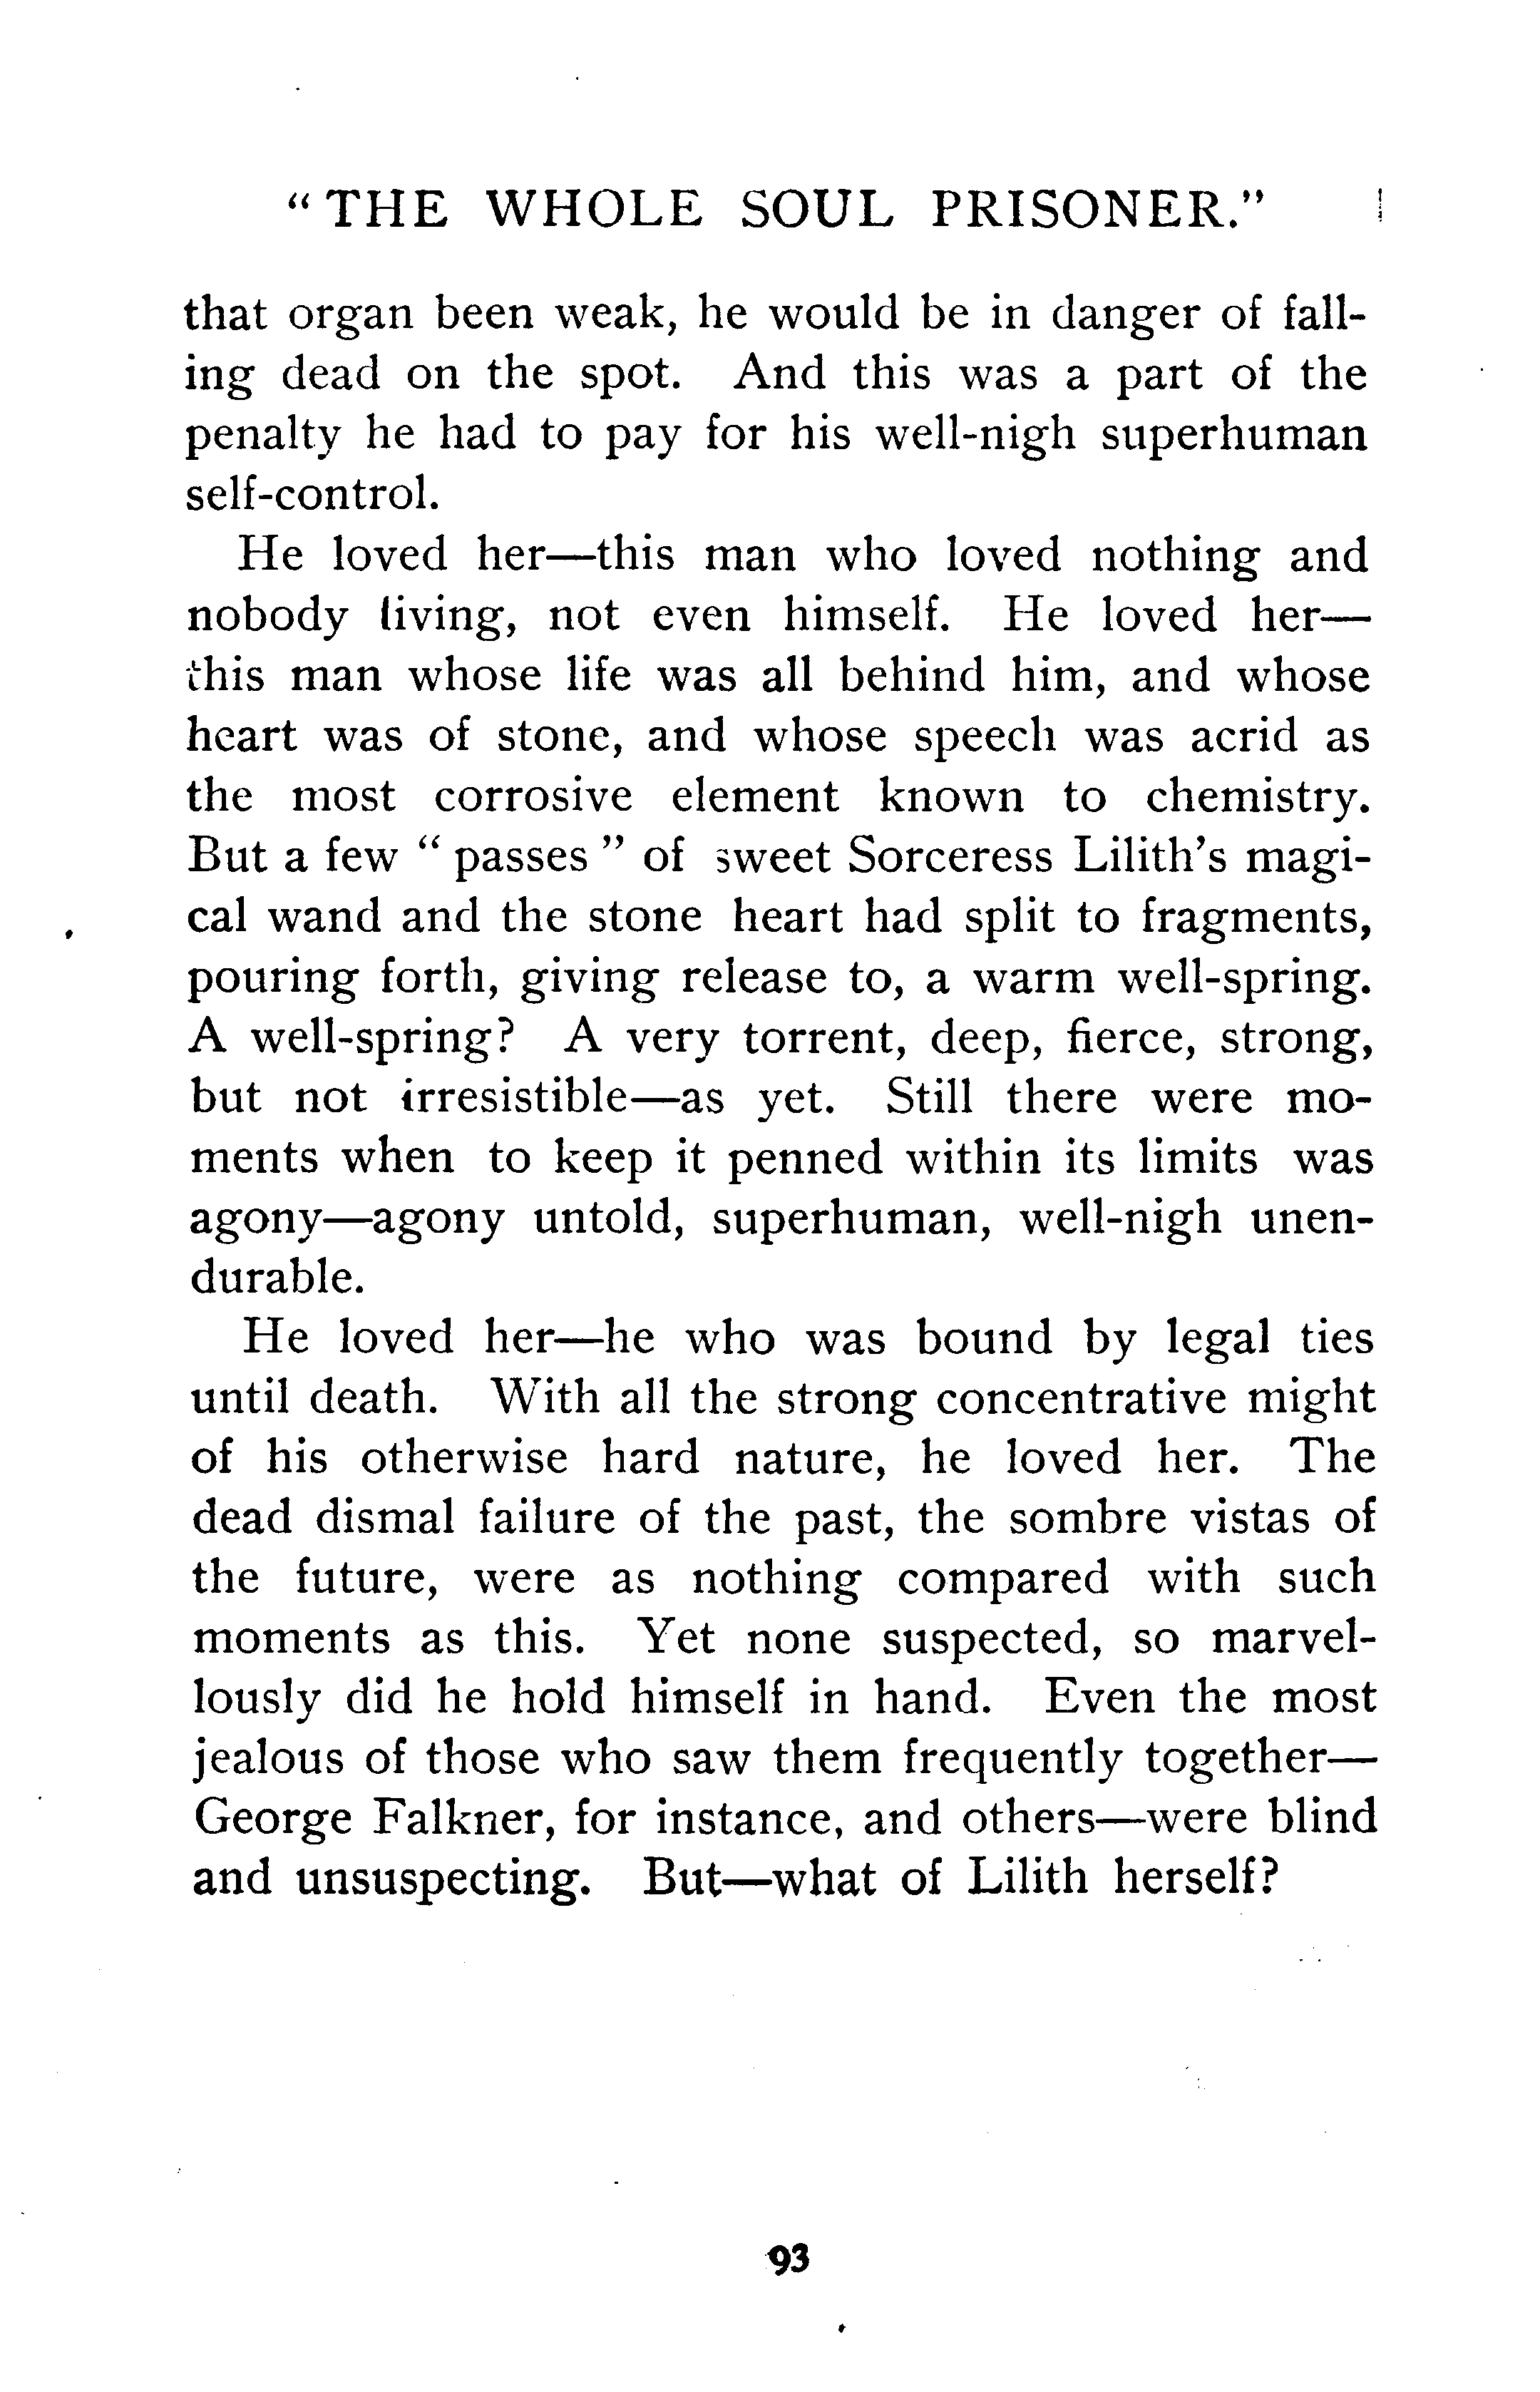 “THE WHOLE SOUL PRISONER.”
that organ been weak, he would be in danger of fall-
ing dead on the spot. And this was a part of the
penalty he had to pay for his well-nigh superhuman
self-control.
He loved her—this man who loved nothing and
nobody living, not even himself. He loved her—
this man whose life was all behind him, and whose
heart was of stone, and whose speech was acrid as
the most corrosive element known to chemistry.
But a few “ passes ” of sweet Sorceress Lilith’s magi-
cal wand and the stone heart had split to fragments,
pouring forth, giving release to, a warm well-spring.
A well-spring? A very torrent, deep, fierce, strong,
but not irresistible—as yet. Still there were mo-
ments when to keep it penned within its limits was
agony—agony untold, superhuman, well-nigh unen-
durable.
He loved her—he who was bound by legal ties
until death. With all the strong concentrative might
of his otherwise hard nature, he loved her. The
dead dismal failure of the past, the sombre vistas of
the future, were as nothing compared with such
moments as this. Yet none suspected, so marvel-
lously did he hold himself in hand. Even the most
jealous of those who saw them frequently together—
George Falkner, for instance, and others—were blind
and unsuspecting. But—what of Lilith herself?
93